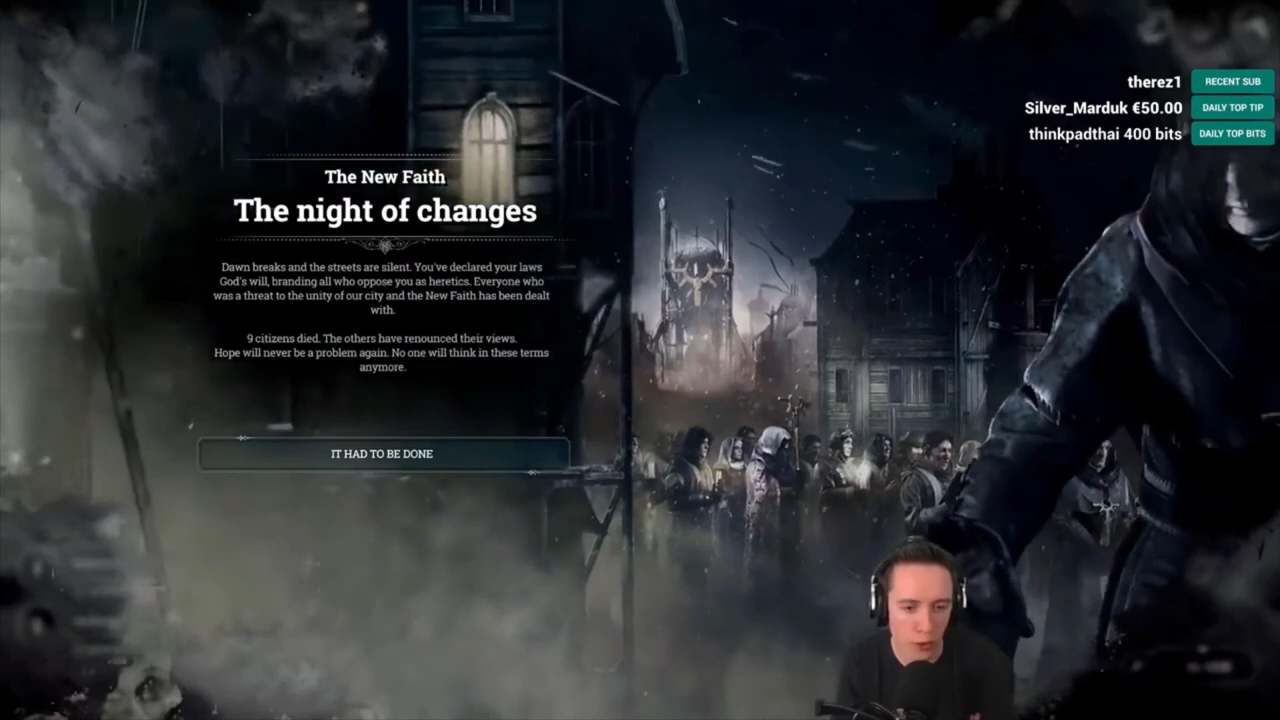 therez1 RECENT SUB
Silver_Marduk €50.00 DAILY TOP TIP
thinkpadthai 400 bits DAILY TOP BITS
The New Faith
The night of changes
Dawn breaks and the streets are silent. You've declared your laws
God's will, branding all who oppose you as heretics. Everyone who
was a threat to the unity of our city and the New Faith has been dealt
with.
9 citizens died. The others have renounced their views.
Hope will never be a problem again. No one will think in these terms
anymore.
IT HAD TO BE DONE